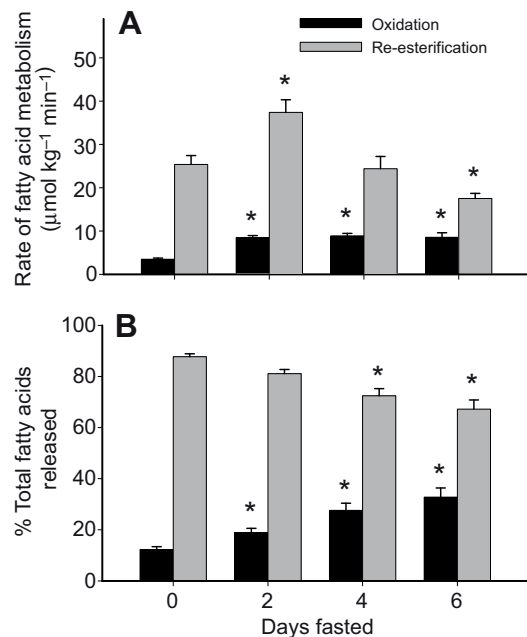 A
Oxidation
Re-esterification
Rate of fatty acid metabolism
(μmol kg–1 min–1)
50
40
30
20
10
0
*
*
*
*
*
B
% Total fatty acids
released
100
80
60
40
20
0
*
*
*
*
*
0 2 4 6
Days fasted